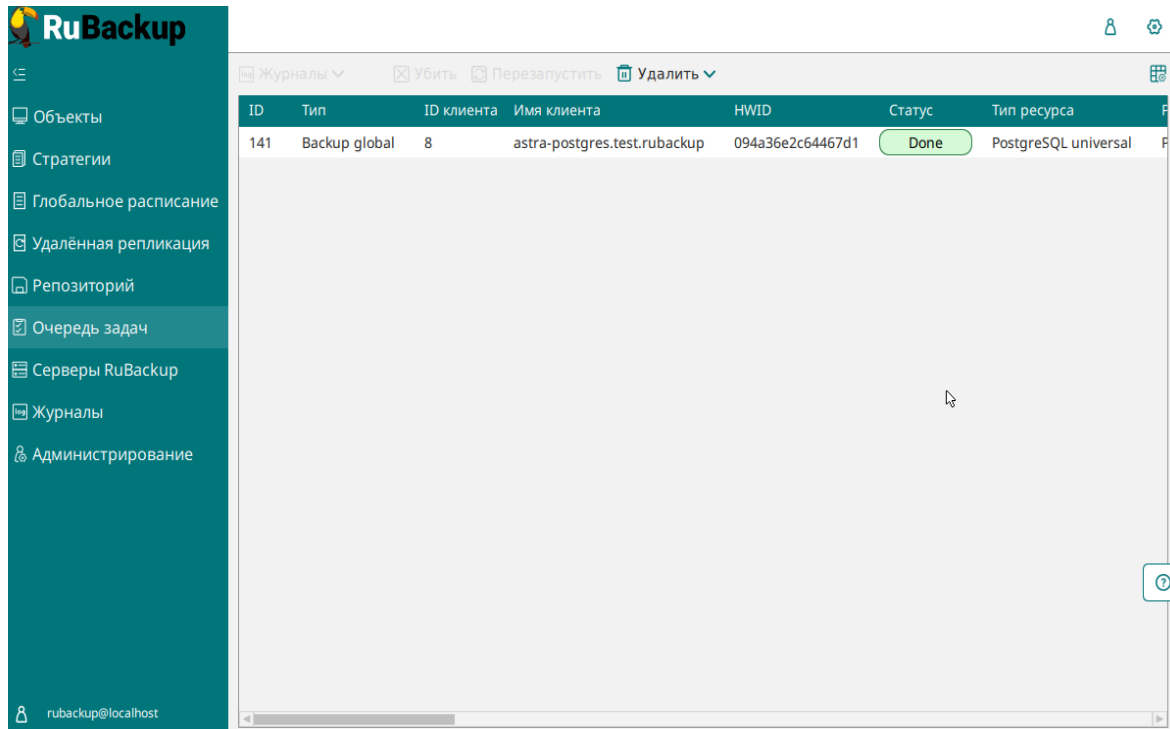 RuBackup
Журналы Убить Перезапустить Удалить
Объекты
Стратегии
Глобальное расписание
Удалённая репликация
Репозиторий
Очередь задач
Серверы RuBackup
log Журналы
Администрирование
rubackup@localhost
ID Тип ID клиента Имя клиента HWID Статус Тип ресурса
141 Backup global 8 astra-postgres.test.rubackup 094a36e2c64467d1 Done PostgreSQL universal
?